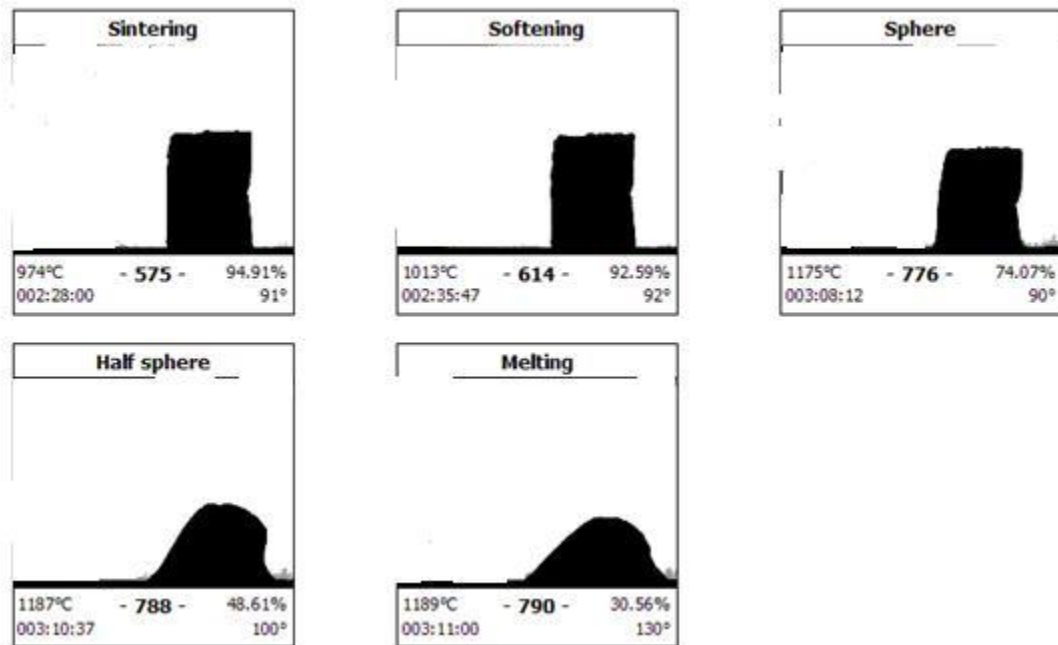 Sintering
974°C - 575 - 94.91%
002:28:00 91°
Softening
1013°C - 614 - 92.59%
002:35:47 92°
Sphere
1175°C - 776 - 74.07%
003:08:12 90°
Half sphere
1187°C - 788 - 48.61%
003:10:37 100°
Melting
1189°C - 790 - 30.56%
003:11:00 130°